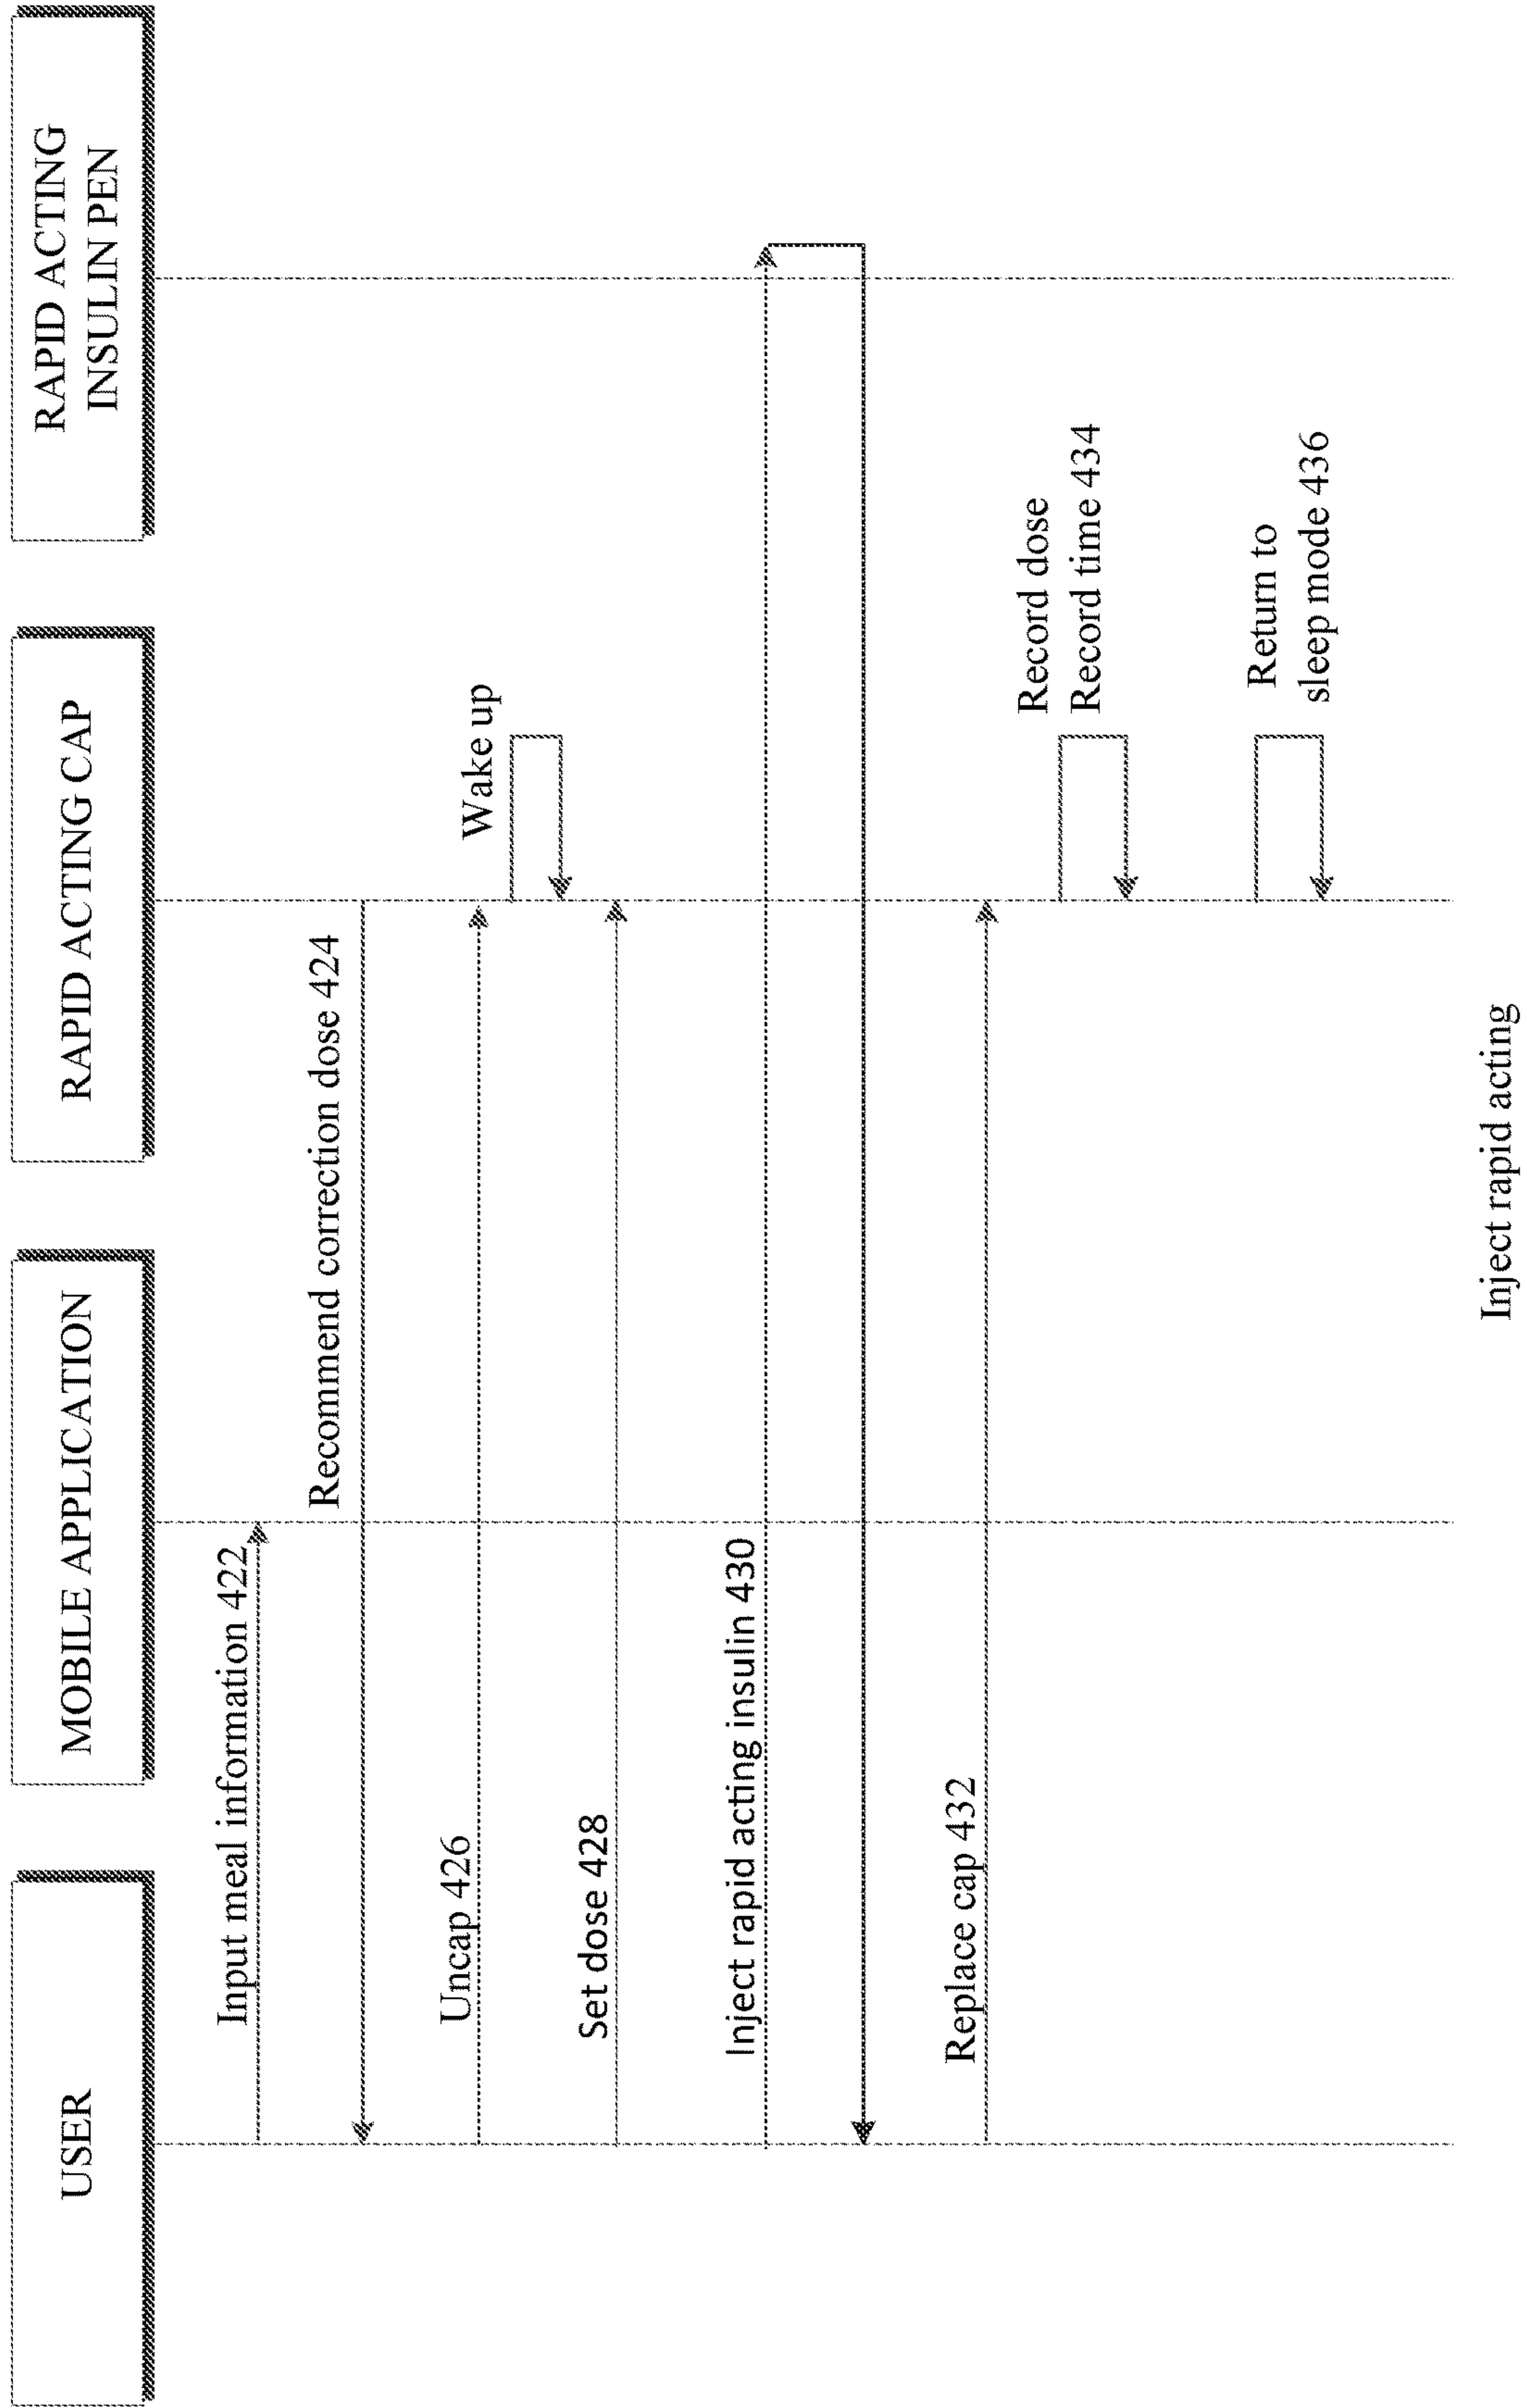 USER
MOBILE APPLICATION
RAPID ACTING CAP
RAPID ACTING
INSULIN PEN
Input meal information 422
Recommend correction dose 424
Uncap 426
Wake up
Set dose 428
Inject rapid acting insulin 430
Replace cap 432
Record dose
Record time 434
Return to
sleep mode 436
Inject rapid acting